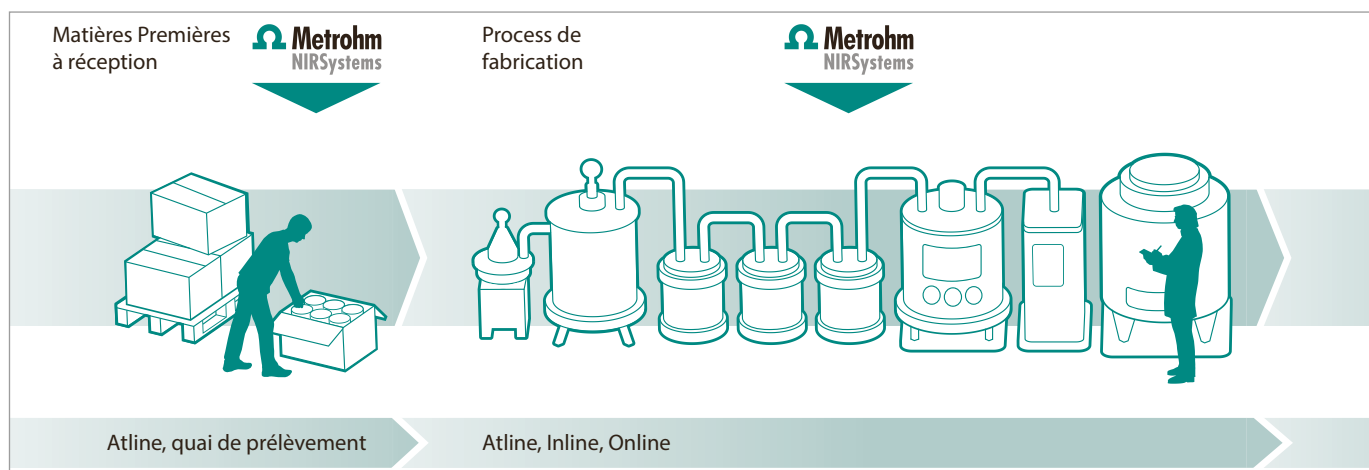 Matières Premières
à réception
Metrohm
NIRSystems
Process de
fabrication
Metrohm
NIRSystems
Atline, quai de prélèvement
Atline, Inline, Online